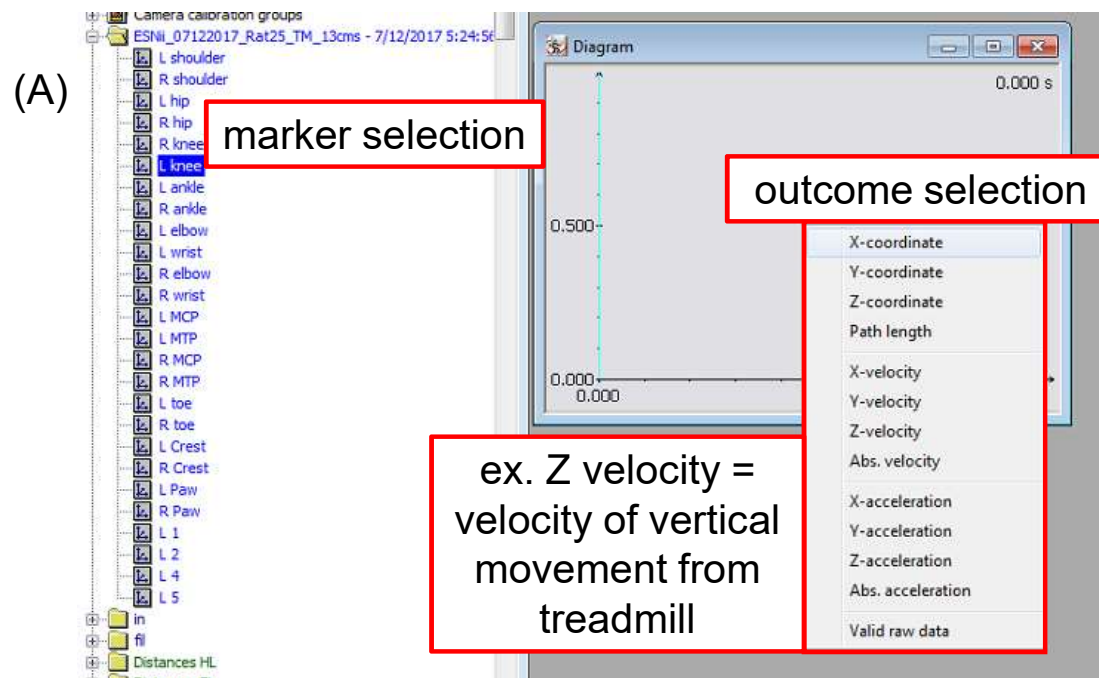 (A)
Camera calibration groups
ESNii_07122017_Rat25_TM_13cms - 7/12/2017 5:24:56
L shoulder
R shoulder
L hip
R hip
R knee
L knee
L ankle
R ankle
L elbow
L wrist
R elbow
R wrist
L MCP
L MTP
R MCP
R MTP
L toe
R toe
L Crest
R Crest
L Paw
R Paw
L 1
L 2
L 4
L 5
in
fil
Distances HL
marker selection
Diagram
0.000 s
0.500
0.000
0.000
outcome selection
X-coordinate
Y-coordinate
Z-coordinate
Path length
X-velocity
Y-velocity
Z-velocity
Abs. velocity
X-acceleration
Y-acceleration
Z-acceleration
Abs. acceleration
Valid raw data
ex. Z velocity =
velocity of vertical
movement from
treadmill